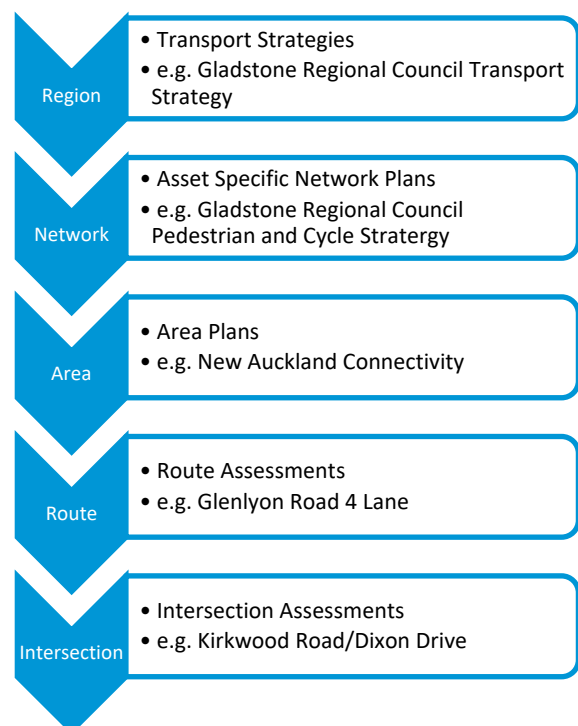 Region
• Transport Strategies
• e.g. Gladstone Regional Council Transport
Strategy
Network
• Asset Specific Network Plans
• e.g. Gladstone Regional Council
Pedestrian and Cycle Stratergy
Area
• Area Plans
• e.g. New Auckland Connectivity
Route
• Route Assessments
• e.g. Glenlyon Road 4 Lane
Intersection
• Intersection Assessments
• e.g. Kirkwood Road/Dixon Drive